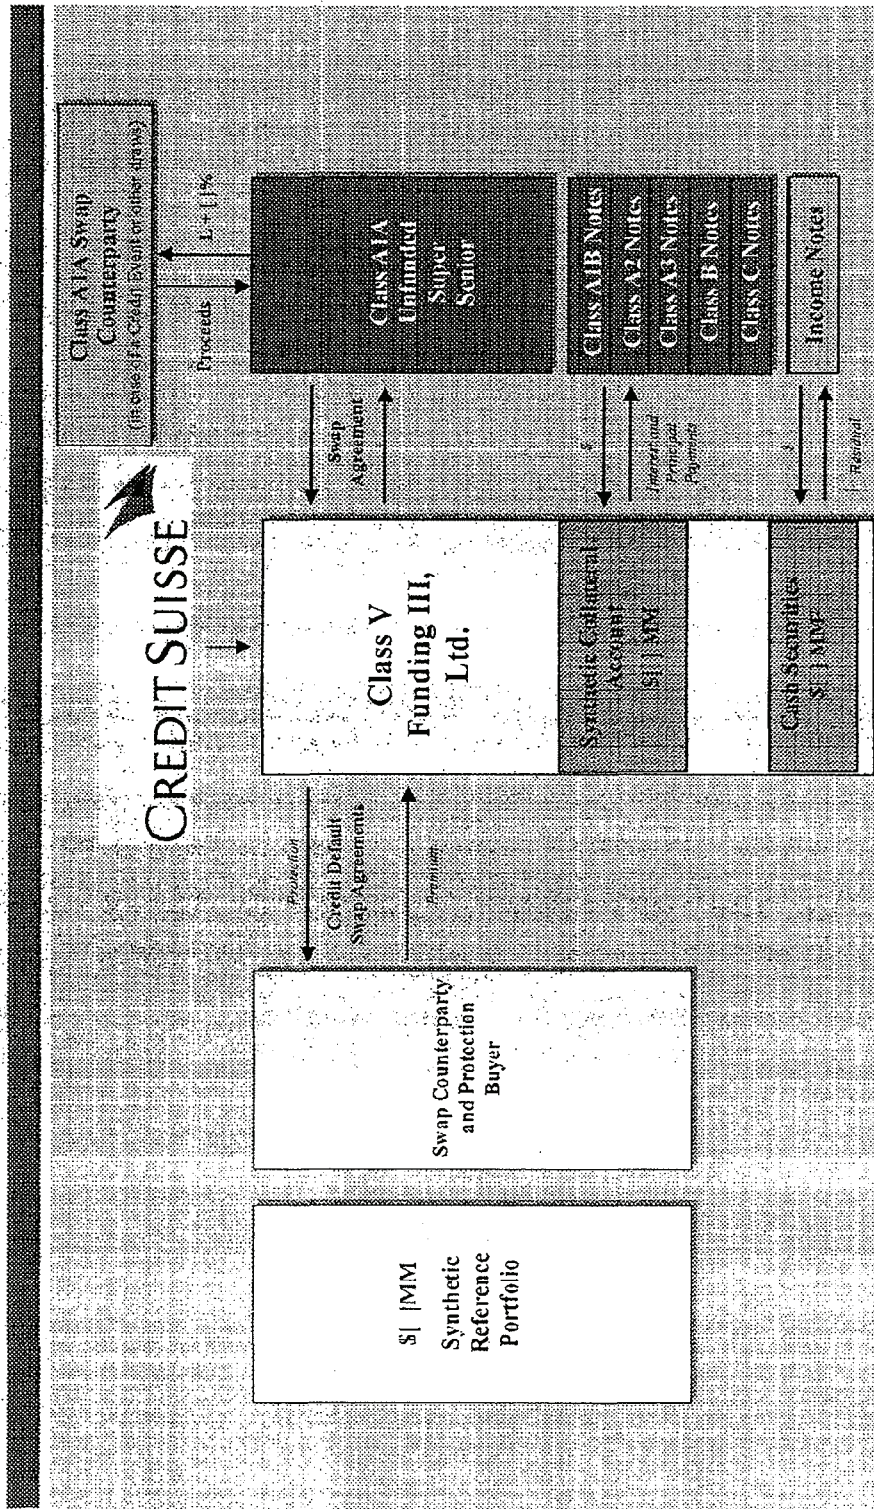 Class A1A Swap
Counterparty
(in case of a Credit Event or other draws)
CREDIT SUISSE
Proceeds
L + [ ]%
$[ ]MM
Synthetic
Reference
Portfolio
Swap Counterparty
and Protection
Buyer
Protection
Credit Default
Swap Agreements
Premium
Class V
Funding III,
Ltd.
Synthetic Collateral
Account
$[ ] MM
Cash Securities
$[ ] MM
Swap
Agreement
$
Interest and
Principal
Payments
$
Residual
Class A1A
Unfunded
Super
Senior
Class A1B Notes
Class A2 Notes
Class A3 Notes
Class B Notes
Class C Notes
Income Notes